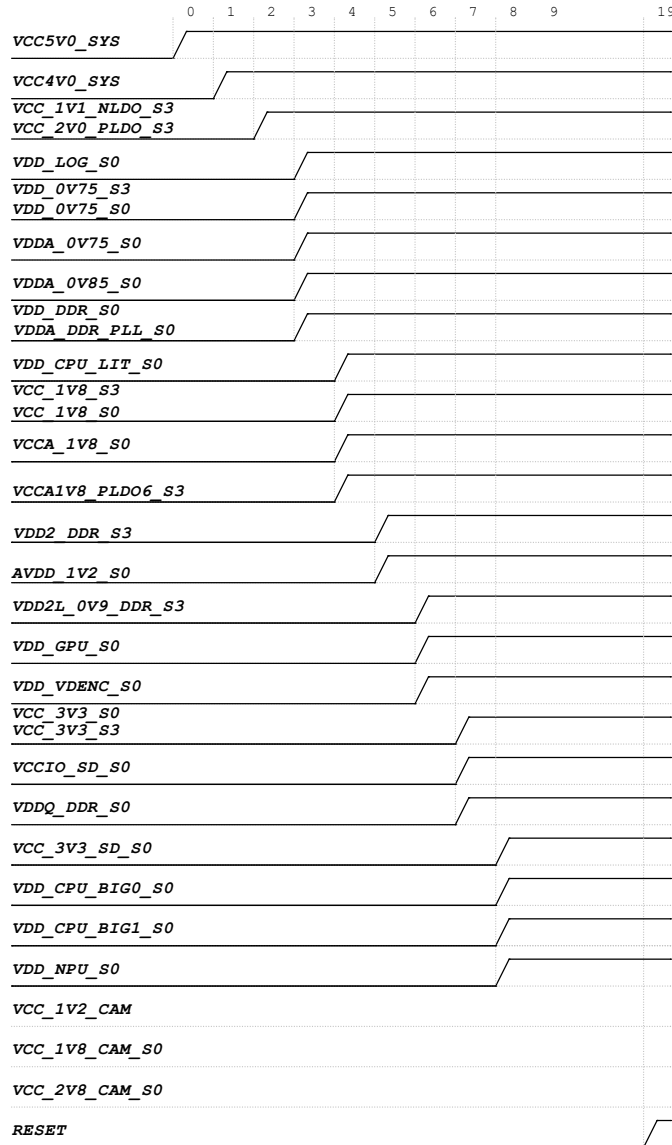 0 1 2 3 4 5 6 7 8 9 19
VCC5V0_SYS
VCC4V0_SYS
VCC_1V1_NLDO_S3
VCC_2V0_PLDO_S3
VDD_LOG_S0
VDD_0V75_S3
VDD_0V75_S0
VDDA_0V75_S0
VDDA_0V85_S0
VDD_DDR_S0
VDDA_DDR_PLL_S0
VDD_CPU_LIT_S0
VCC_1V8_S3
VCC_1V8_S0
VCCA_1V8_S0
VCCA1V8_PLDO6_S3
VDD2_DDR_S3
AVDD_1V2_S0
VDD2L_0V9_DDR_S3
VDD_GPU_S0
VDD_VDENC_S0
VCC_3V3_S0
VCC_3V3_S3
VCCIO_SD_S0
VDDQ_DDR_S0
VCC_3V3_SD_S0
VDD_CPU_BIG0_S0
VDD_CPU_BIG1_S0
VDD_NPU_S0
VCC_1V2_CAM
VCC_1V8_CAM_S0
VCC_2V8_CAM_S0
RESET